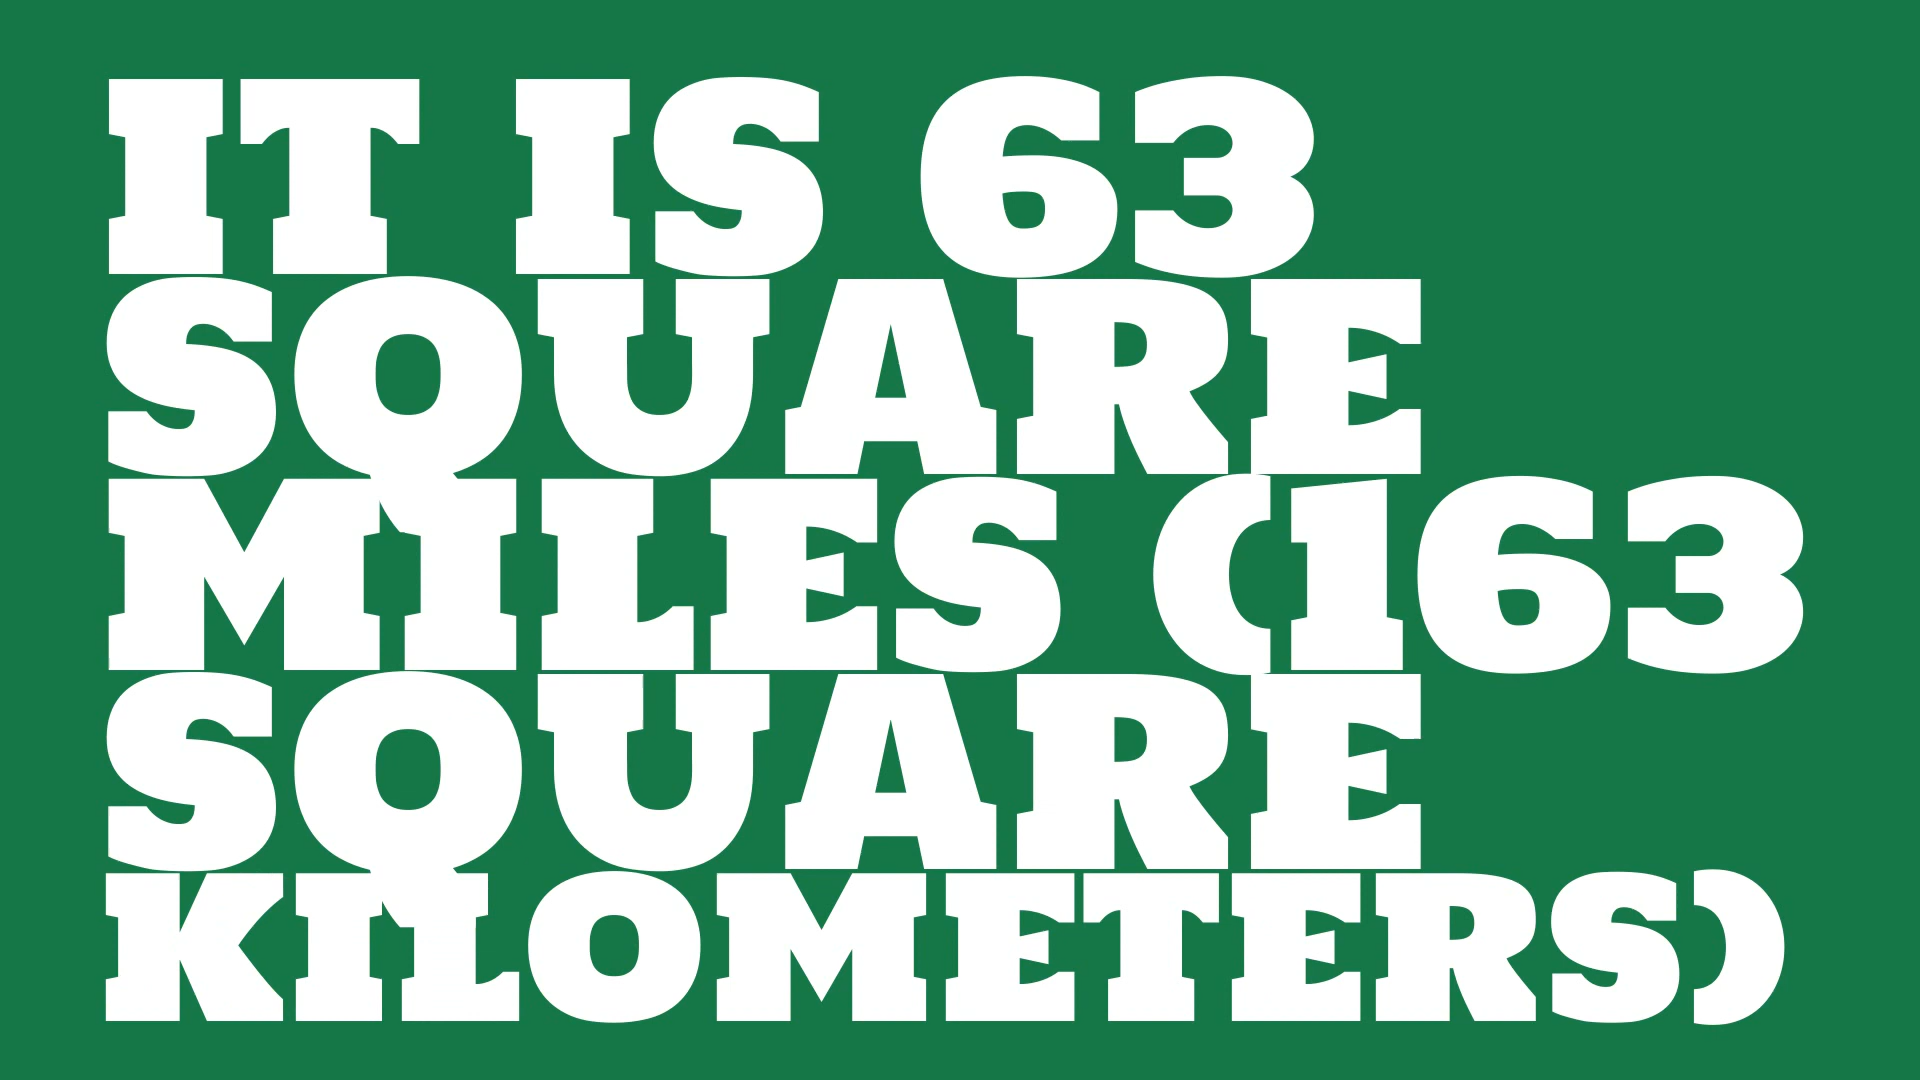 IT IS 63
SQUARE
MILES (163
SQUARE
KILOMETERS)